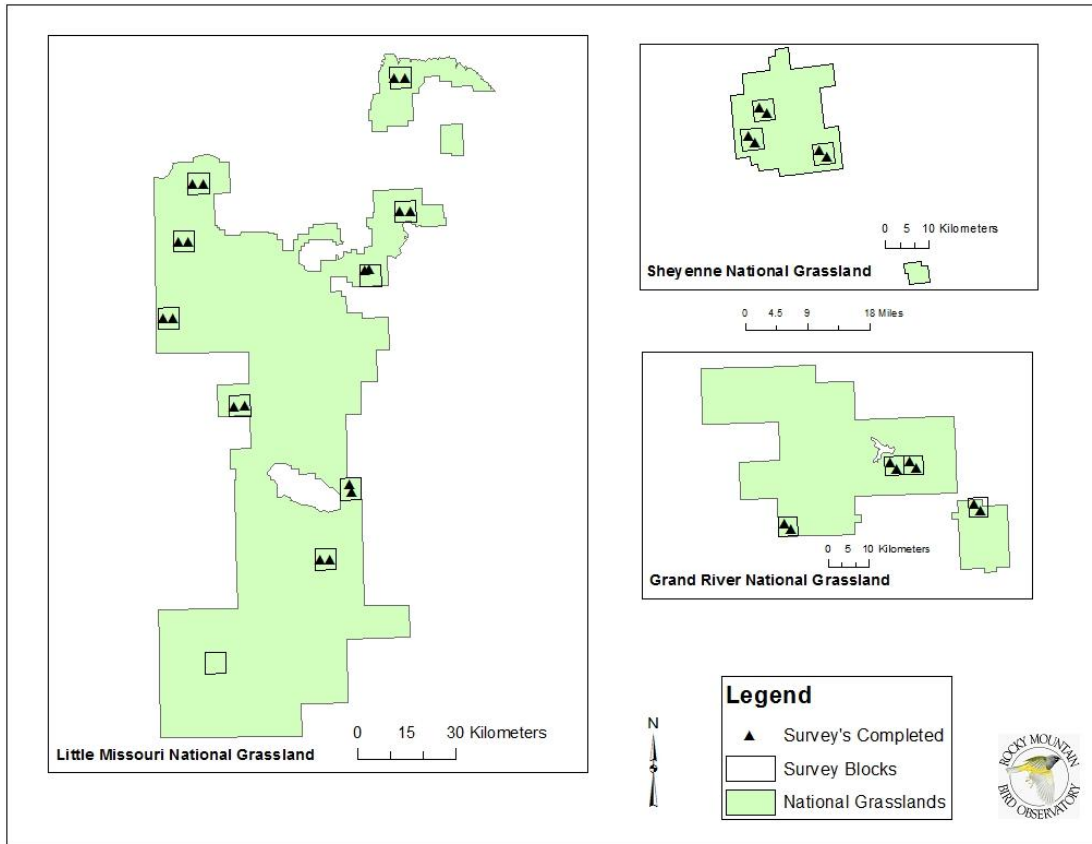 Little Missouri National Grassland
0 15 30 Kilometers
0 5 10 Kilometers
Sheyenne National Grassland
0 4.5 9 18 Miles
0 5 10 Kilometers
Grand River National Grassland
N
Legend
Survey's Completed
Survey Blocks
National Grasslands
ROCKY MOUNTAIN
BIRD OBSERVATORY